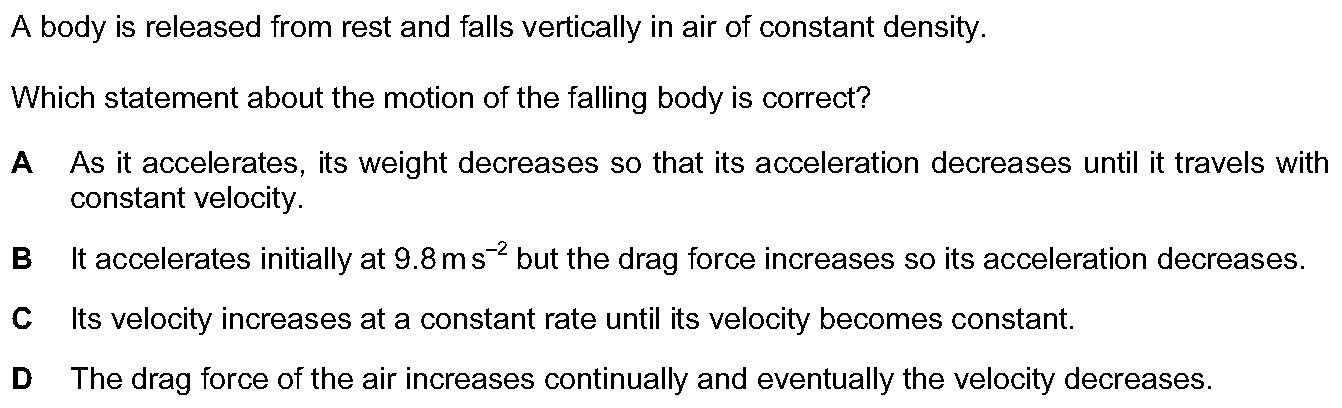 A body is released from rest and falls vertically in air of constant density.
Which statement about the motion of the falling body is correct?
A As it accelerates, its weight decreases so that its acceleration decreases until it travels with
constant velocity.
B It accelerates initially at 9.8 m s⁻² but the drag force increases so its acceleration decreases.
C Its velocity increases at a constant rate until its velocity becomes constant.
D The drag force of the air increases continually and eventually the velocity decreases.